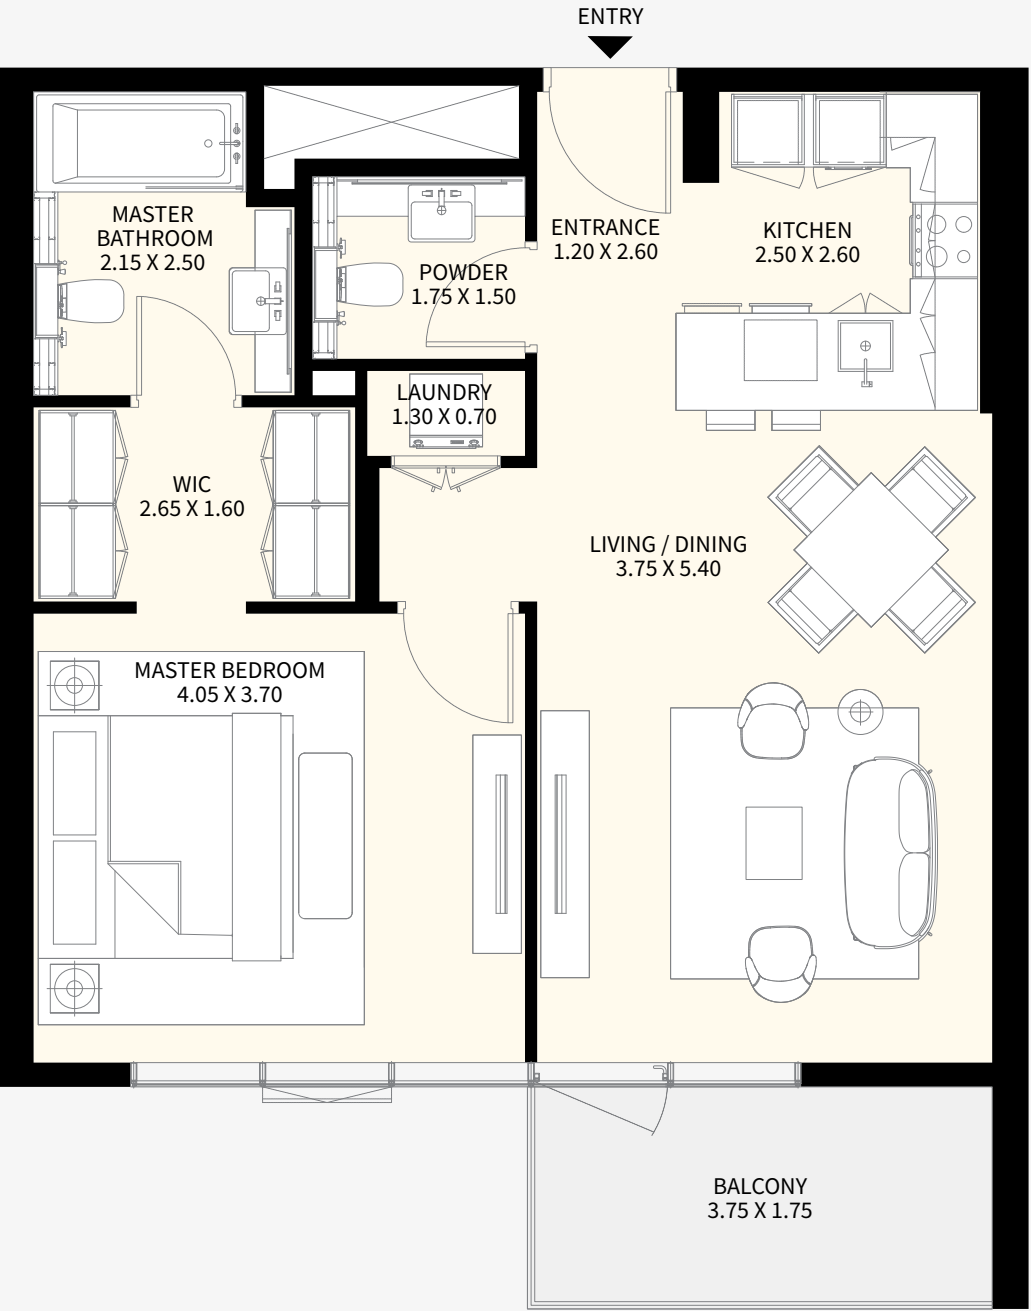 ENTRY
MASTER
BATHROOM
2.15 X 2.50
POWDER
1.75 X 1.50
ENTRANCE
1.20 X 2.60
KITCHEN
2.50 X 2.60
LAUNDRY
1.30 X 0.70
WIC
2.65 X 1.60
LIVING / DINING
3.75 X 5.40
MASTER BEDROOM
4.05 X 3.70
BALCONY
3.75 X 1.75